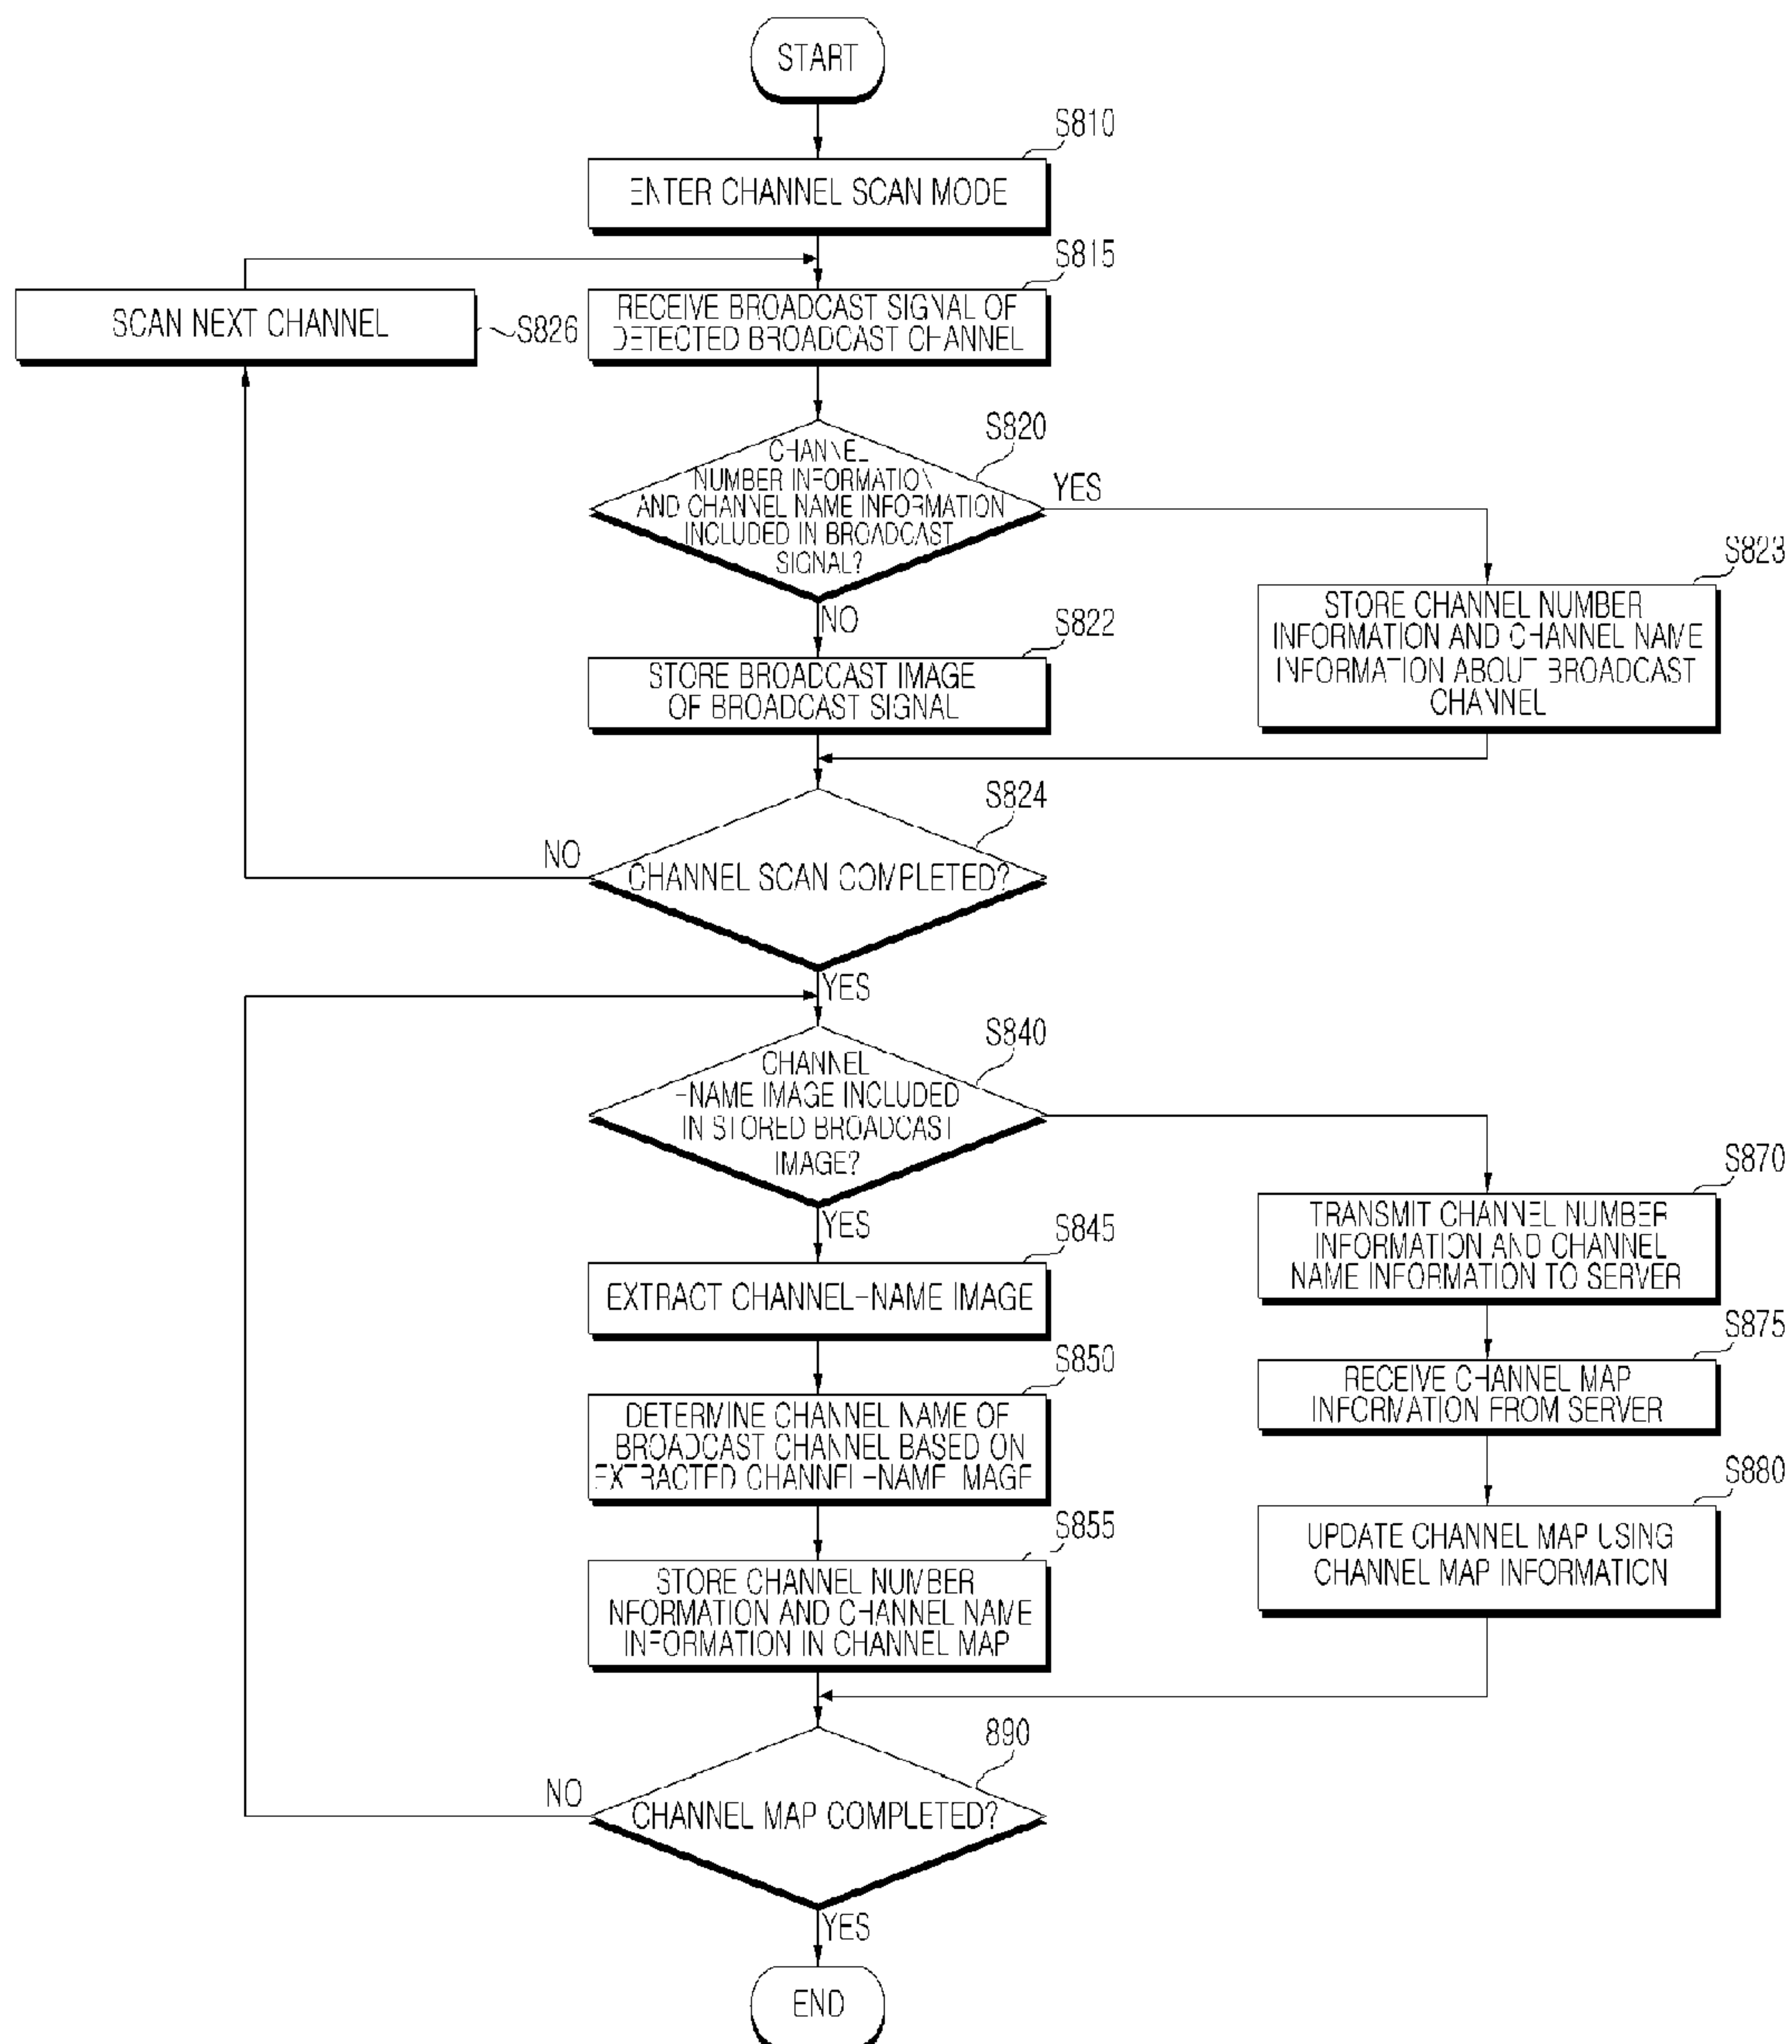 START
S810
ENTER CHANNEL SCAN MODE
S815
RECEIVE BROADCAST SIGNAL OF
DETECTED BROADCAST CHANNEL
SCAN NEXT CHANNEL
S826
S820
CHANNEL
NUMBER INFORMATION
AND CHANNEL NAME INFORMATION
INCLUDED IN BROADCAST
SIGNAL?
YES
NO
S823
STORE CHANNEL NUMBER
INFORMATION AND CHANNEL NAME
INFORMATION ABOUT BROADCAST
CHANNEL
S822
STORE BROADCAST IMAGE
OF BROADCAST SIGNAL
S824
CHANNEL SCAN COMPLETED?
NO
YES
S840
CHANNEL
-NAME IMAGE INCLUDED
IN STORED BROADCAST
IMAGE?
YES
S870
TRANSMIT CHANNEL NUMBER
INFORMATION AND CHANNEL
NAME INFORMATION TO SERVER
S845
EXTRACT CHANNEL-NAME IMAGE
S875
RECEIVE CHANNEL MAP
INFORMATION FROM SERVER
S850
DETERMINE CHANNEL NAME OF
BROADCAST CHANNEL BASED ON
EXTRACTED CHANNEL-NAME IMAGE
S880
UPDATE CHANNEL MAP USING
CHANNEL MAP INFORMATION
S855
STORE CHANNEL NUMBER
INFORMATION AND CHANNEL NAME
INFORMATION IN CHANNEL MAP
890
CHANNEL MAP COMPLETED?
NO
YES
END